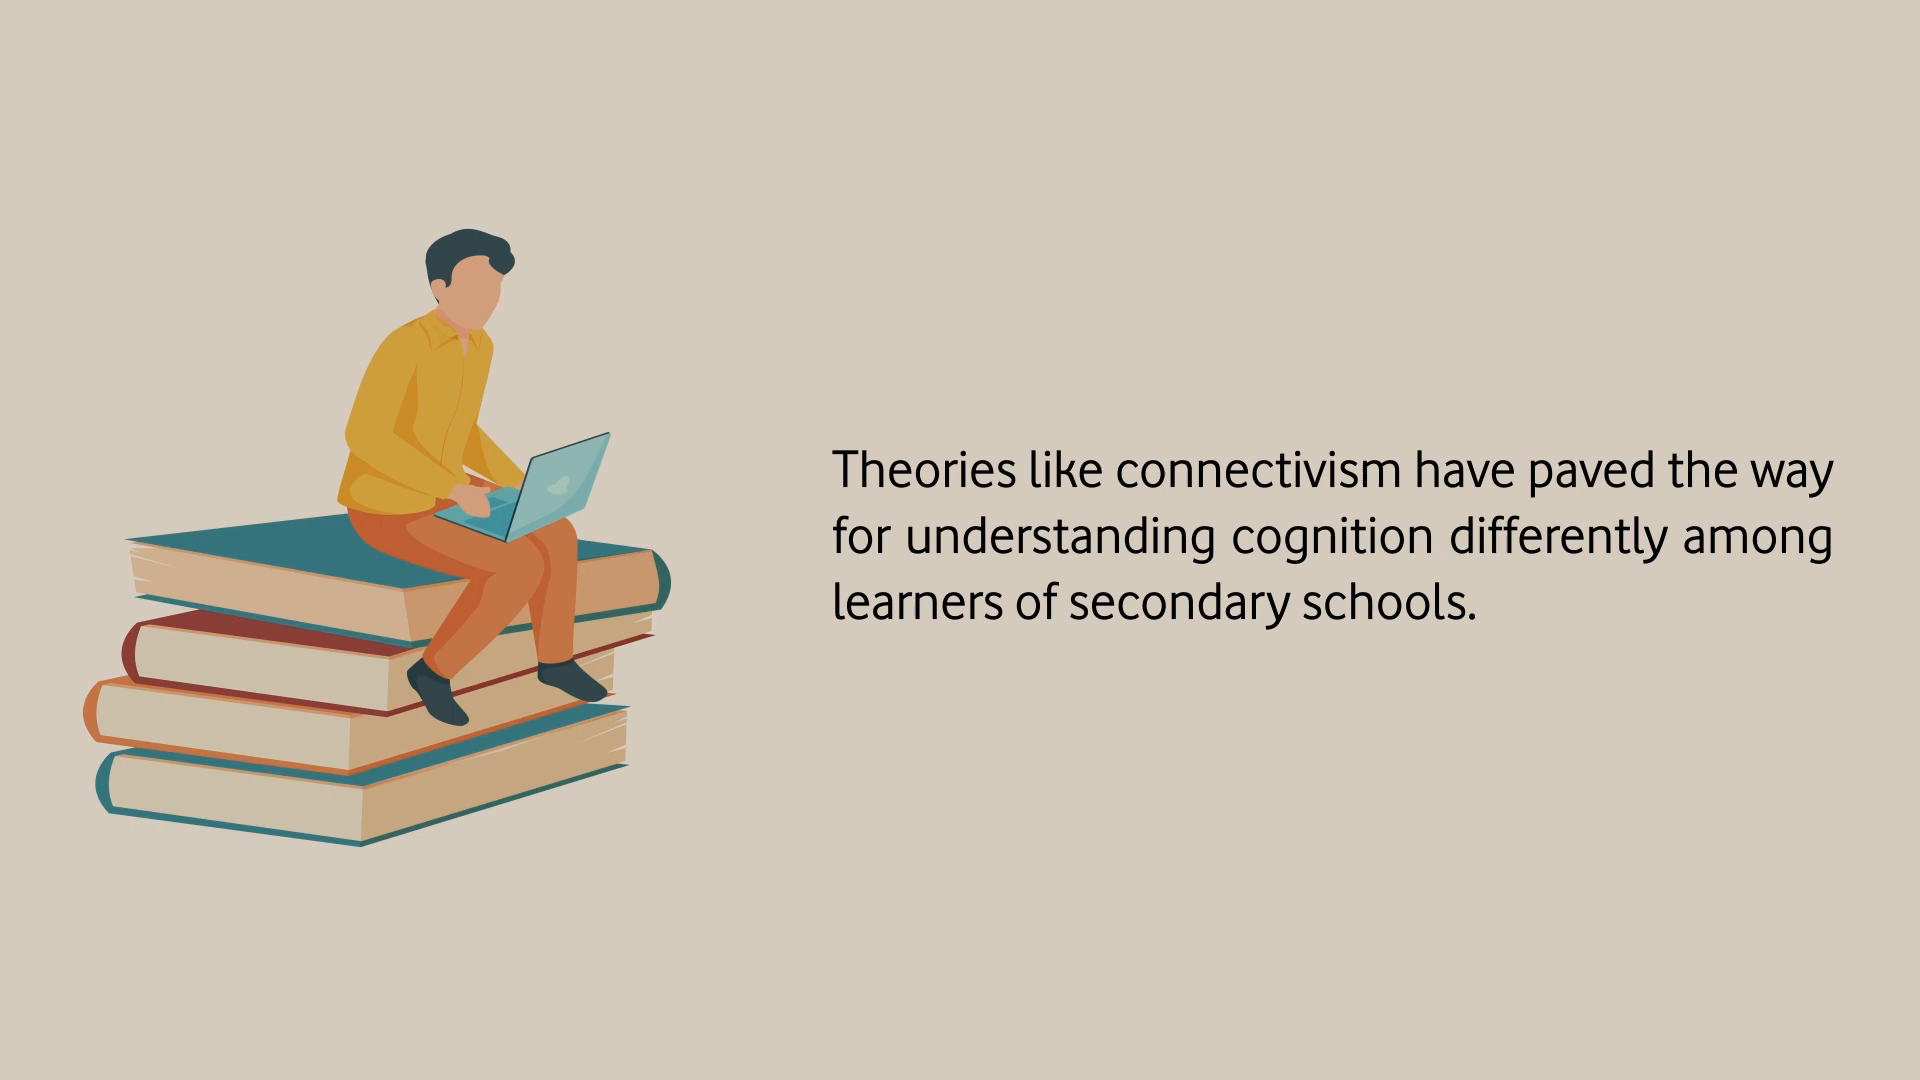 Theories like connectivism have paved the way
for understanding cognition differently among
learners of secondary schools.